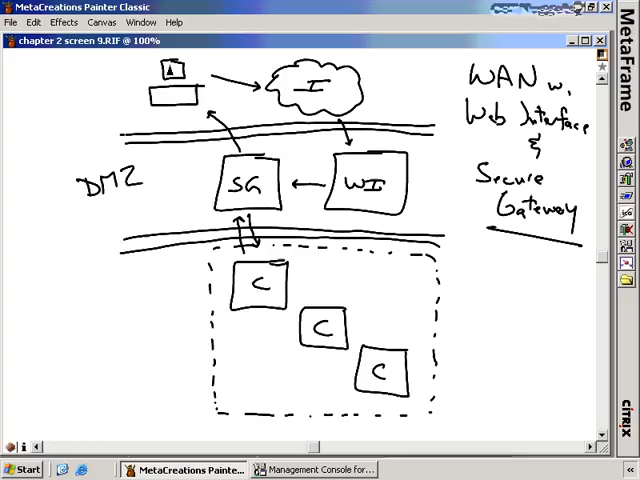 MetaCreations Painter Classic
File Edit Effects Canvas Window Help
chapter 2 screen 9.RIF @ 100%
I
WAN w.
Web Interface
&
Secure
Gateway
DMZ
SG
WI
C
C
C
MetaFrame
CITRIX
Start
MetaCreations Painte...
Management Console for...